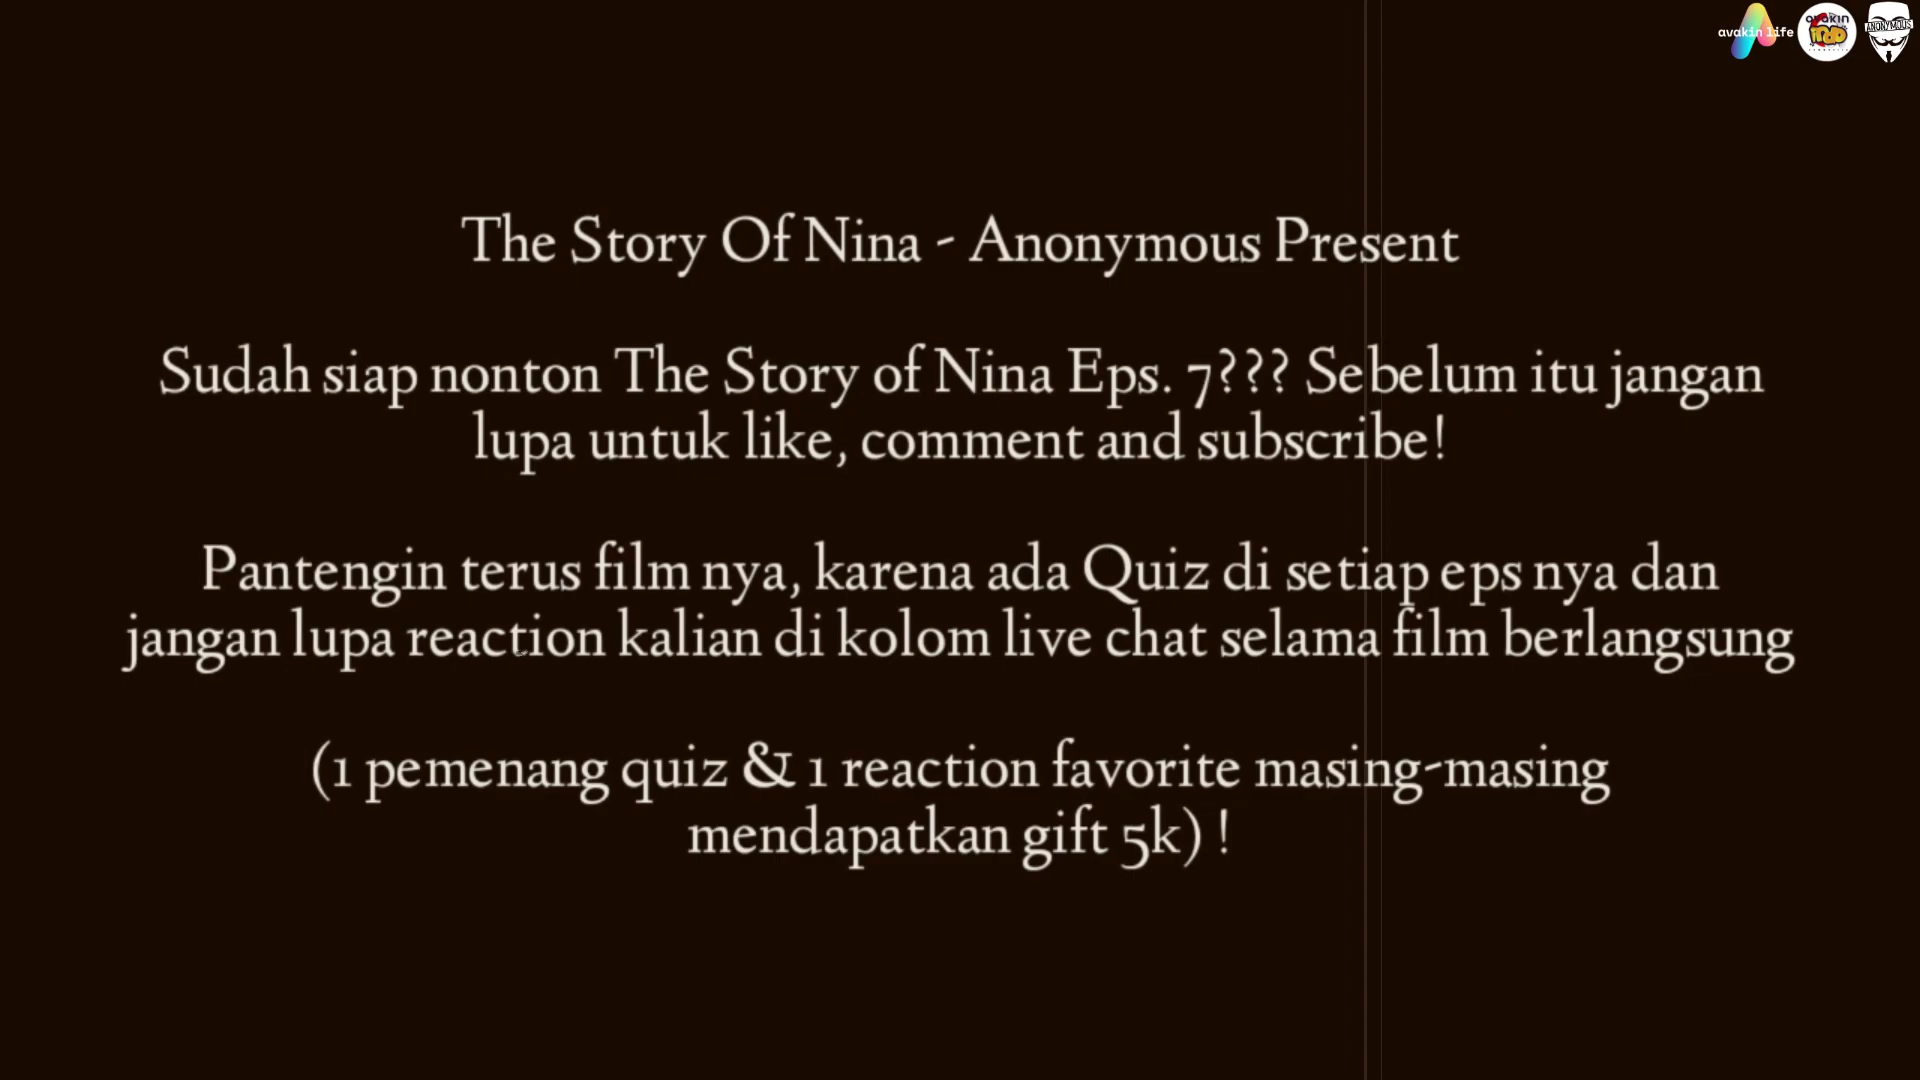 avakin life
avakin
indo
ANONYMOUS
The Story Of Nina - Anonymous Present
Sudah siap nonton The Story of Nina Eps. 7??? Sebelum itu jangan
lupa untuk like, comment and subscribe!
Pantengin terus film nya, karena ada Quiz di setiap eps nya dan
jangan lupa reaction kalian di kolom live chat selama film berlangsung
(1 pemenang quiz & 1 reaction favorite masing-masing
mendapatkan gift 5k) !